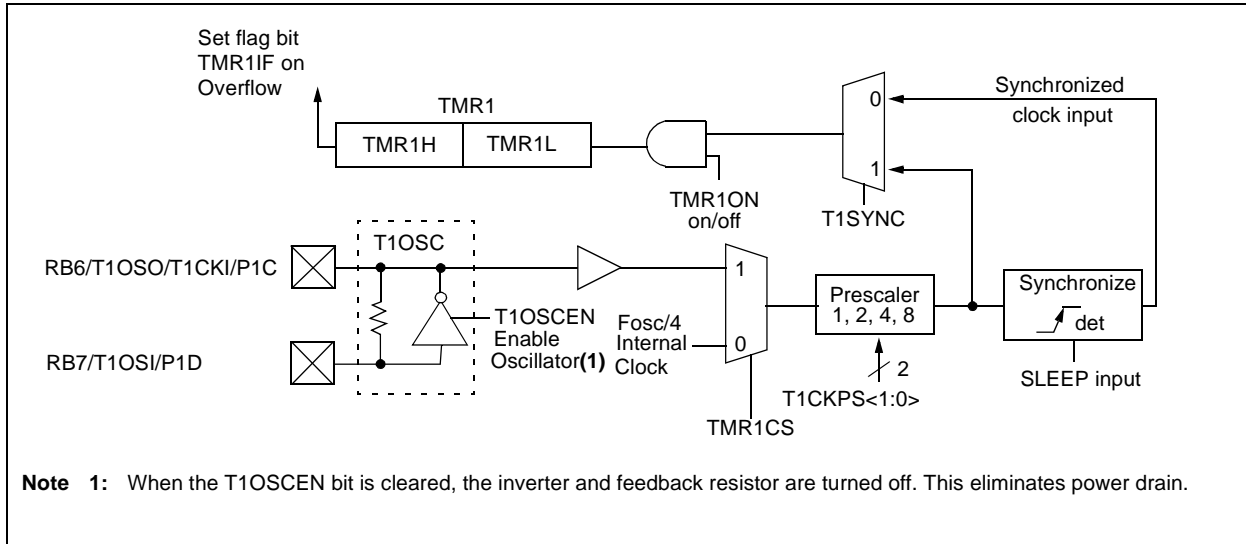 Set flag bit
TMR1IF on
Overflow
TMR1
TMR1H
TMR1L
TMR1ON
on/off
0
1
T1SYNC
Synchronized
clock input
T1OSC
RB6/T1OSO/T1CKI/P1C
RB7/T1OSI/P1D
T1OSCEN
Enable
Oscillator(1)
Fosc/4
Internal
Clock
1
0
TMR1CS
Prescaler
1, 2, 4, 8
2
T1CKPS<1:0>
Synchronize
det
SLEEP input
Note 1: When the T1OSCEN bit is cleared, the inverter and feedback resistor are turned off. This eliminates power drain.